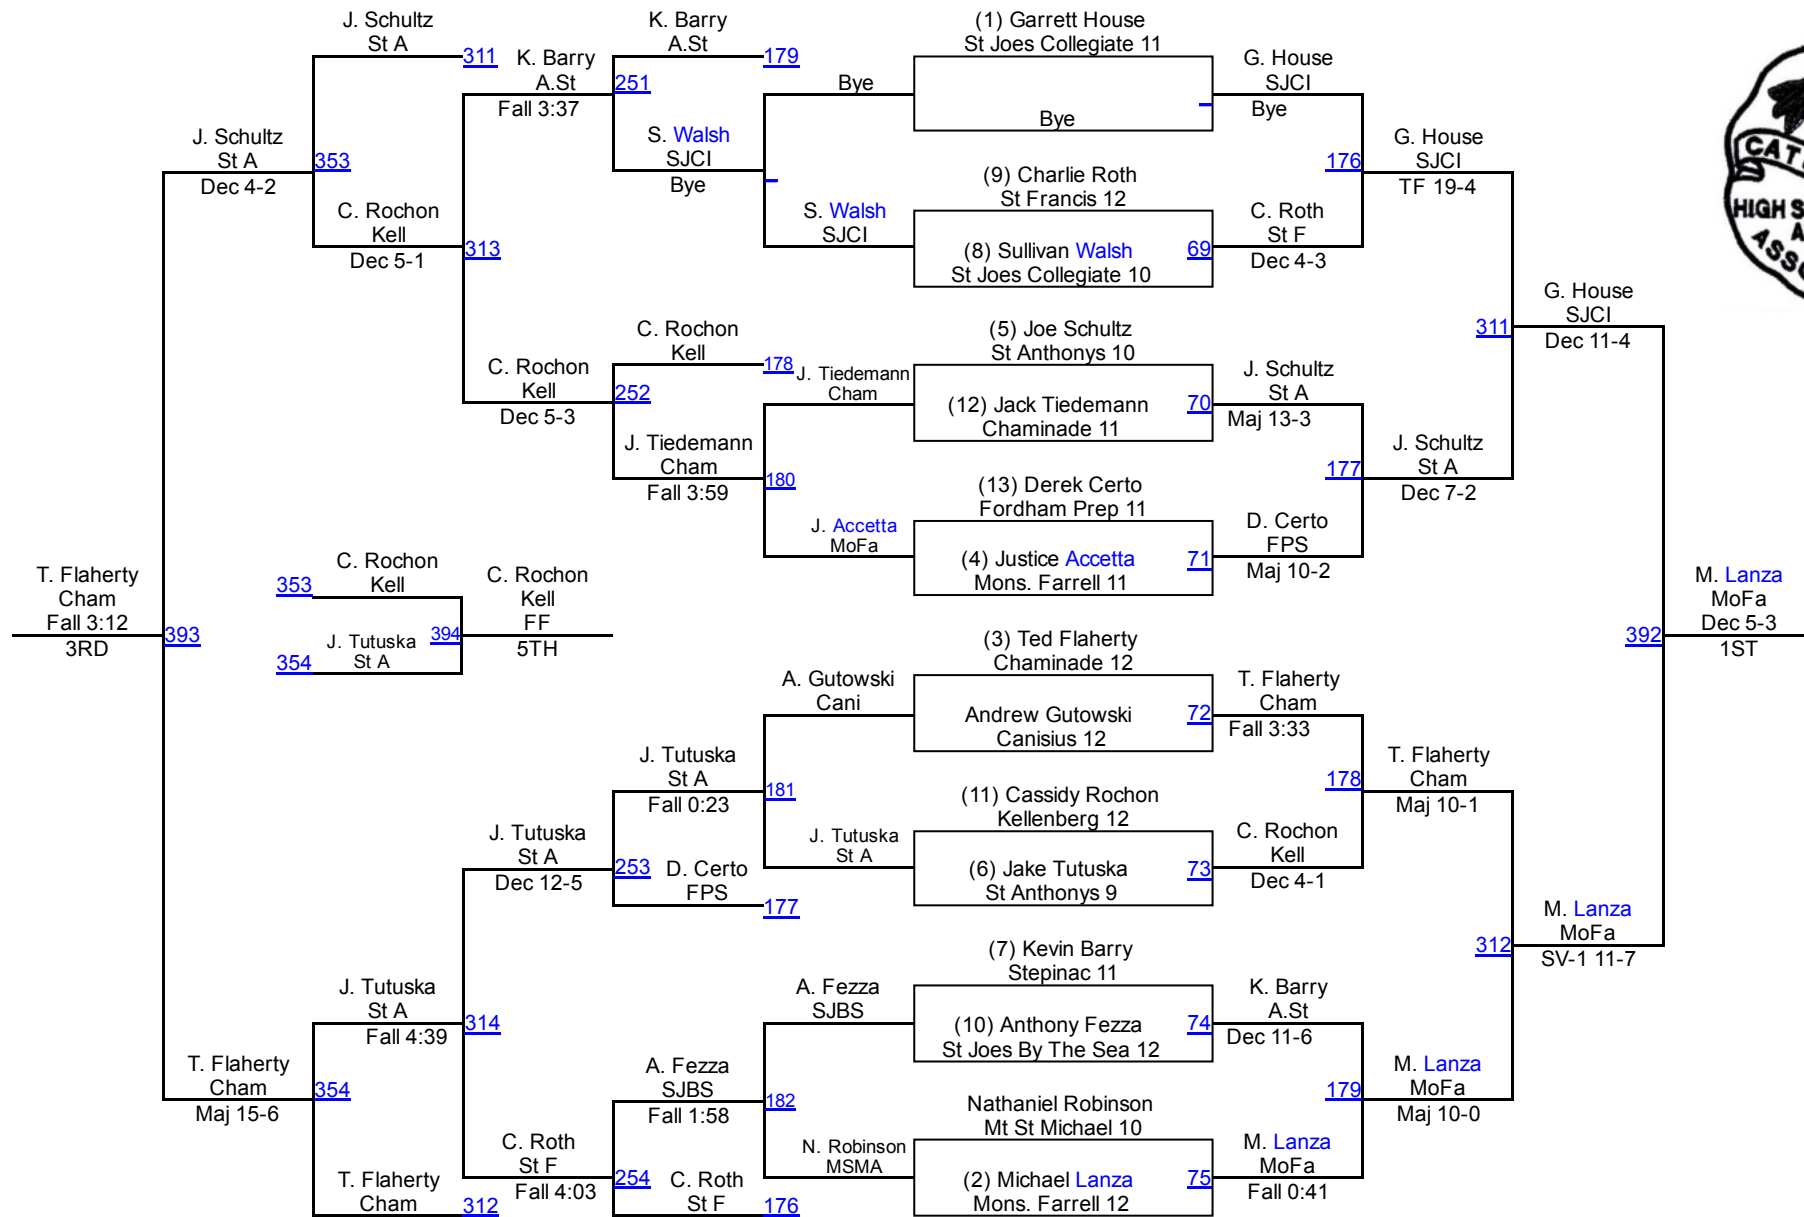 J. Schultz
St A
311
K. Barry
A.St
Fall 3:37
K. Barry
A.St
179
251
Bye
(1) Garrett House
St Joes Collegiate 11
Bye
G. House
SJCI
Bye
J. Schultz
St A
Dec 4-2
353
S. Walsh
SJCI
Bye
G. House
SJCI
TF 19-4
176
C. Rochon
Kell
Dec 5-1
313
S. Walsh
SJCI
(9) Charlie Roth
St Francis 12
(8) Sullivan Walsh
St Joes Collegiate 10
69
C. Roth
St F
Dec 4-3
G. House
SJCI
Dec 11-4
311
C. Rochon
Kell
Dec 5-3
C. Rochon
Kell
178
252
J. Tiedemann
Cham
(5) Joe Schultz
St Anthonys 10
(12) Jack Tiedemann
Chaminade 11
70
J. Schultz
St A
Maj 13-3
J. Tiedemann
Cham
Fall 3:59
180
J. Schultz
St A
Dec 7-2
177
J. Accetta
MoFa
(13) Derek Certo
Fordham Prep 11
(4) Justice Accetta
Mons. Farrell 11
71
D. Certo
FPS
Maj 10-2
T. Flaherty
Cham
Fall 3:12
3RD
393
353
C. Rochon
Kell
354
J. Tutuska
St A
394
C. Rochon
Kell
FF
5TH
392
M. Lanza
MoFa
Dec 5-3
1ST
A. Gutowski
Cani
(3) Ted Flaherty
Chaminade 12
Andrew Gutowski
Canisius 12
72
T. Flaherty
Cham
Fall 3:33
J. Tutuska
St A
Fall 0:23
181
178
T. Flaherty
Cham
Maj 10-1
J. Tutuska
St A
Dec 12-5
253
D. Certo
FPS
177
J. Tutuska
St A
(11) Cassidy Rochon
Kellenberg 12
(6) Jake Tutuska
St Anthonys 9
73
C. Rochon
Kell
Dec 4-1
312
M. Lanza
MoFa
SV-1 11-7
J. Tutuska
St A
Fall 4:39
314
A. Fezza
SJBS
(7) Kevin Barry
Stepinac 11
(10) Anthony Fezza
St Joes By The Sea 12
74
K. Barry
A.St
Dec 11-6
T. Flaherty
Cham
Maj 15-6
354
A. Fezza
SJBS
Fall 1:58
182
179
M. Lanza
MoFa
Maj 10-0
T. Flaherty
Cham
312
C. Roth
St F
Fall 4:03
254
C. Roth
St F
176
N. Robinson
MSMA
Nathaniel Robinson
Mt St Michael 10
(2) Michael Lanza
Mons. Farrell 12
75
M. Lanza
MoFa
Fall 0:41
HIGH